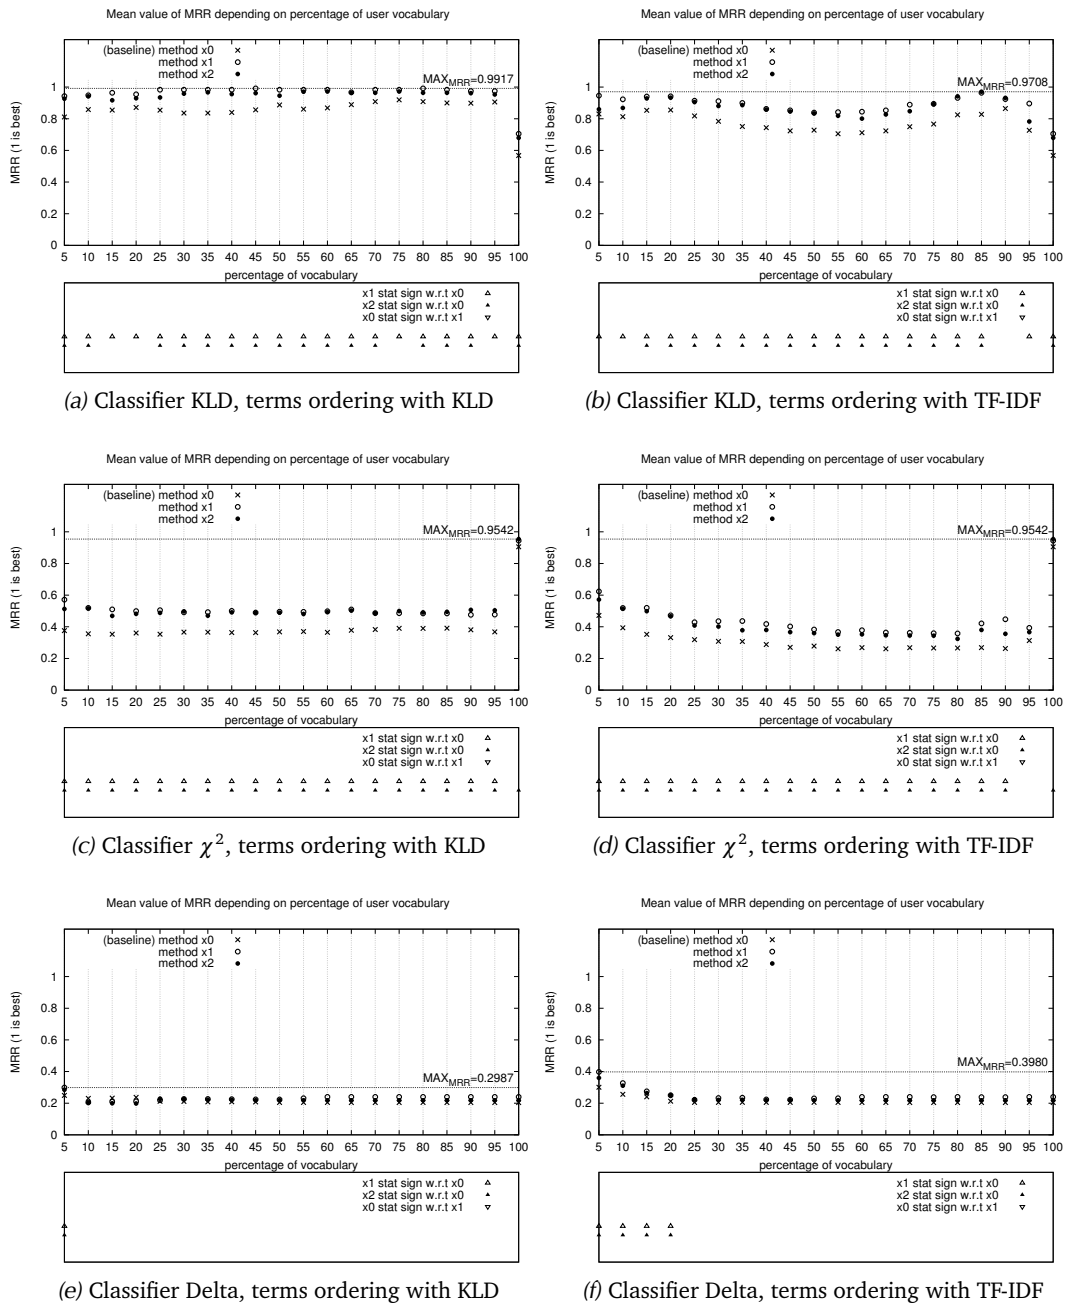 Mean value of MRR depending on percentage of user vocabulary
(baseline) method x0
method x1
method x2
MAX_MRR=0.9917
MRR (1 is best)
1
0.8
0.6
0.4
0.2
0
5 10 15 20 25 30 35 40 45 50 55 60 65 70 75 80 85 90 95 100
percentage of vocabulary
x1 stat sign w.r.t x0
x2 stat sign w.r.t x0
x0 stat sign w.r.t x1
(a) Classifier KLD, terms ordering with KLD
Mean value of MRR depending on percentage of user vocabulary
(baseline) method x0
method x1
method x2
MAX_MRR=0.9708
MRR (1 is best)
1
0.8
0.6
0.4
0.2
0
5 10 15 20 25 30 35 40 45 50 55 60 65 70 75 80 85 90 95 100
percentage of vocabulary
x1 stat sign w.r.t x0
x2 stat sign w.r.t x0
x0 stat sign w.r.t x1
(b) Classifier KLD, terms ordering with TF-IDF
Mean value of MRR depending on percentage of user vocabulary
(baseline) method x0
method x1
method x2
MAX_MRR=0.9542
MRR (1 is best)
1
0.8
0.6
0.4
0.2
0
5 10 15 20 25 30 35 40 45 50 55 60 65 70 75 80 85 90 95 100
percentage of vocabulary
x1 stat sign w.r.t x0
x2 stat sign w.r.t x0
x0 stat sign w.r.t x1
(c) Classifier χ², terms ordering with KLD
Mean value of MRR depending on percentage of user vocabulary
(baseline) method x0
method x1
method x2
MAX_MRR=0.9542
MRR (1 is best)
1
0.8
0.6
0.4
0.2
0
5 10 15 20 25 30 35 40 45 50 55 60 65 70 75 80 85 90 95 100
percentage of vocabulary
x1 stat sign w.r.t x0
x2 stat sign w.r.t x0
x0 stat sign w.r.t x1
(d) Classifier χ², terms ordering with TF-IDF
Mean value of MRR depending on percentage of user vocabulary
(baseline) method x0
method x1
method x2
MAX_MRR=0.2987
MRR (1 is best)
1
0.8
0.6
0.4
0.2
0
5 10 15 20 25 30 35 40 45 50 55 60 65 70 75 80 85 90 95 100
percentage of vocabulary
x1 stat sign w.r.t x0
x2 stat sign w.r.t x0
x0 stat sign w.r.t x1
(e) Classifier Delta, terms ordering with KLD
Mean value of MRR depending on percentage of user vocabulary
(baseline) method x0
method x1
method x2
MAX_MRR=0.3980
MRR (1 is best)
1
0.8
0.6
0.4
0.2
0
5 10 15 20 25 30 35 40 45 50 55 60 65 70 75 80 85 90 95 100
percentage of vocabulary
x1 stat sign w.r.t x0
x2 stat sign w.r.t x0
x0 stat sign w.r.t x1
(f) Classifier Delta, terms ordering with TF-IDF